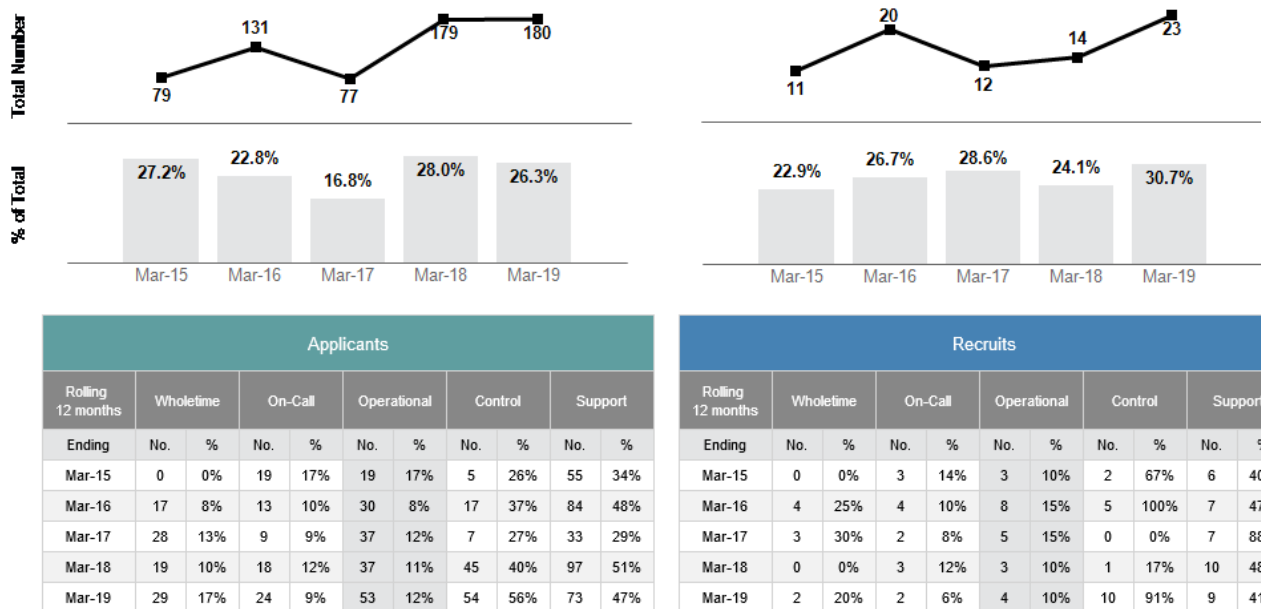 Total Number
79
131
77
179
180
11
20
12
14
23
% of Total
27.2%
22.8%
16.8%
28.0%
26.3%
22.9%
26.7%
28.6%
24.1%
30.7%
Mar-15 Mar-16 Mar-17 Mar-18 Mar-19
Mar-15 Mar-16 Mar-17 Mar-18 Mar-19
Applicants
Rolling 12 months Wholetime On-Call Operational Control Support
Ending No. % No. % No. % No. % No. %
Mar-15 0 0% 19 17% 19 17% 5 26% 55 34%
Mar-16 17 8% 13 10% 30 8% 17 37% 84 48%
Mar-17 28 13% 9 9% 37 12% 7 27% 33 29%
Mar-18 19 10% 18 12% 37 11% 45 40% 97 51%
Mar-19 29 17% 24 9% 53 12% 54 56% 73 47%
Recruits
Rolling 12 months Wholetime On-Call Operational Control Support
Ending No. % No. % No. % No. % No.
Mar-15 0 0% 3 14% 3 10% 2 67% 6
Mar-16 4 25% 4 10% 8 15% 5 100% 7
Mar-17 3 30% 2 8% 5 15% 0 0% 7
Mar-18 0 0% 3 12% 3 10% 1 17% 10
Mar-19 2 20% 2 6% 4 10% 10 91% 9